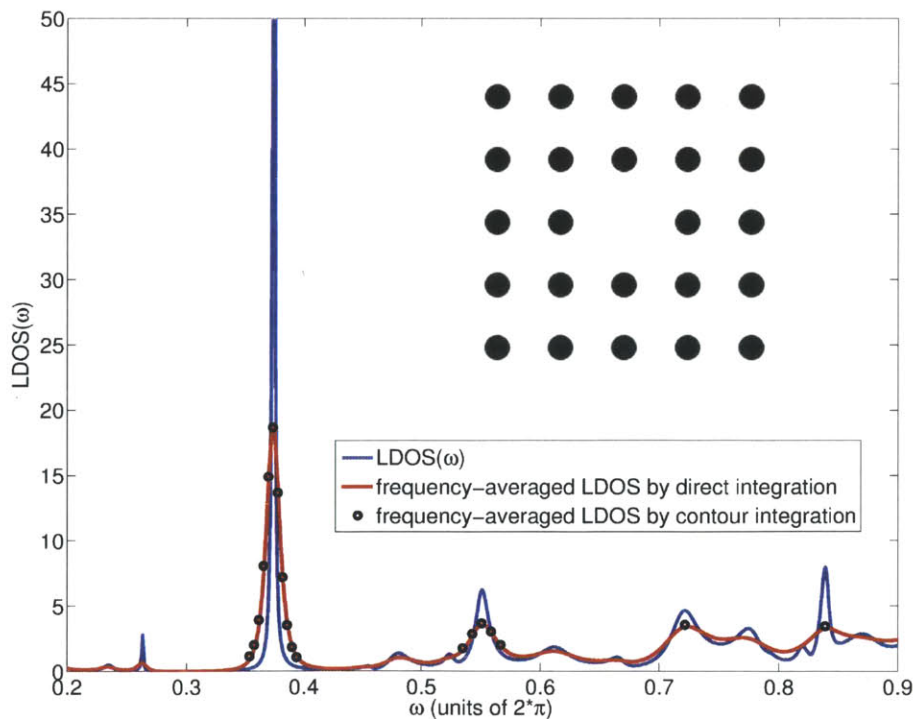 50
45
40
35
30
25
20
15
10
5
0
LDOS(ω)
LDOS(ω)
frequency-averaged LDOS by direct integration
frequency-averaged LDOS by contour integration
0.2 0.3 0.4 0.5 0.6 0.7 0.8 0.9
ω (units of 2*π)